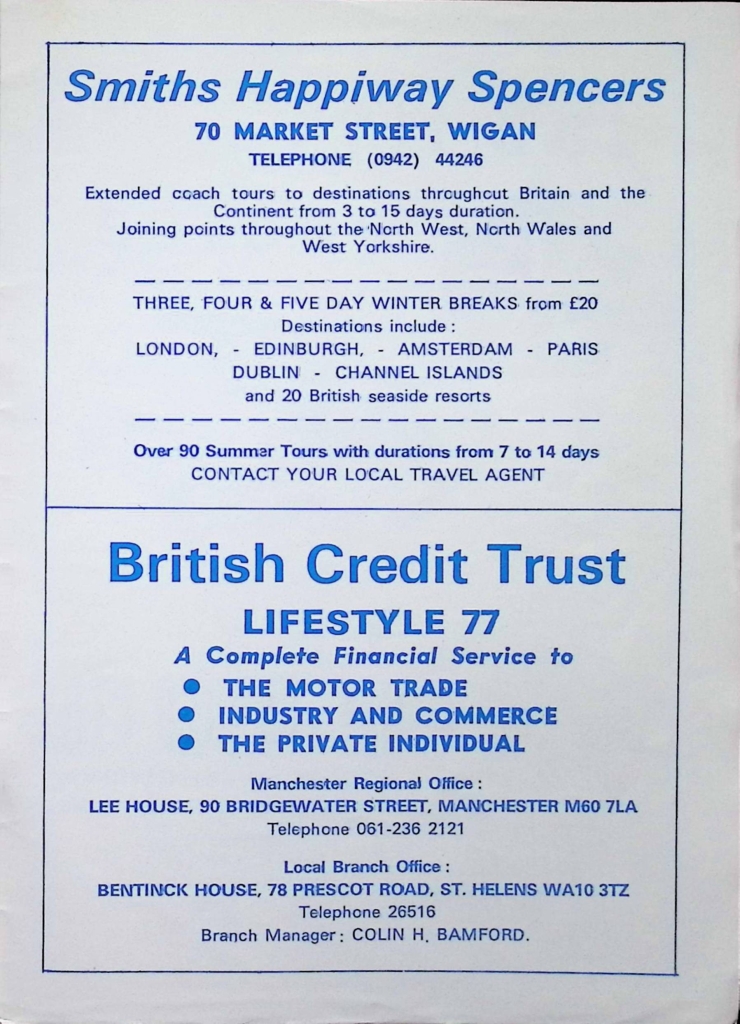 Smiths Happiway Spencers
70 MARKET STREET, WIGAN
TELEPHONE (0942) 44246
Extended coach tours to destinations throughout Britain and the
Continent from 3 to 15 days duration.
Joining points throughout the North West, North Wales and
West Yorkshire.
THREE, FOUR & FIVE DAY WINTER BREAKS from £20
Destinations include :
LONDON, - EDINBURGH, - AMSTERDAM - PARIS
DUBLIN - CHANNEL ISLANDS
and 20 British seaside resorts
Over 90 Summer Tours with durations from 7 to 14 days
CONTACT YOUR LOCAL TRAVEL AGENT
British Credit Trust
LIFESTYLE 77
A Complete Financial Service to
● THE MOTOR TRADE
● INDUSTRY AND COMMERCE
● THE PRIVATE INDIVIDUAL
Manchester Regional Office :
LEE HOUSE, 90 BRIDGEWATER STREET, MANCHESTER M60 7LA
Telephone 061-236 2121
Local Branch Office :
BENTINCK HOUSE, 78 PRESCOT ROAD, ST. HELENS WA10 3TZ
Telephone 26516
Branch Manager : COLIN H. BAMFORD.